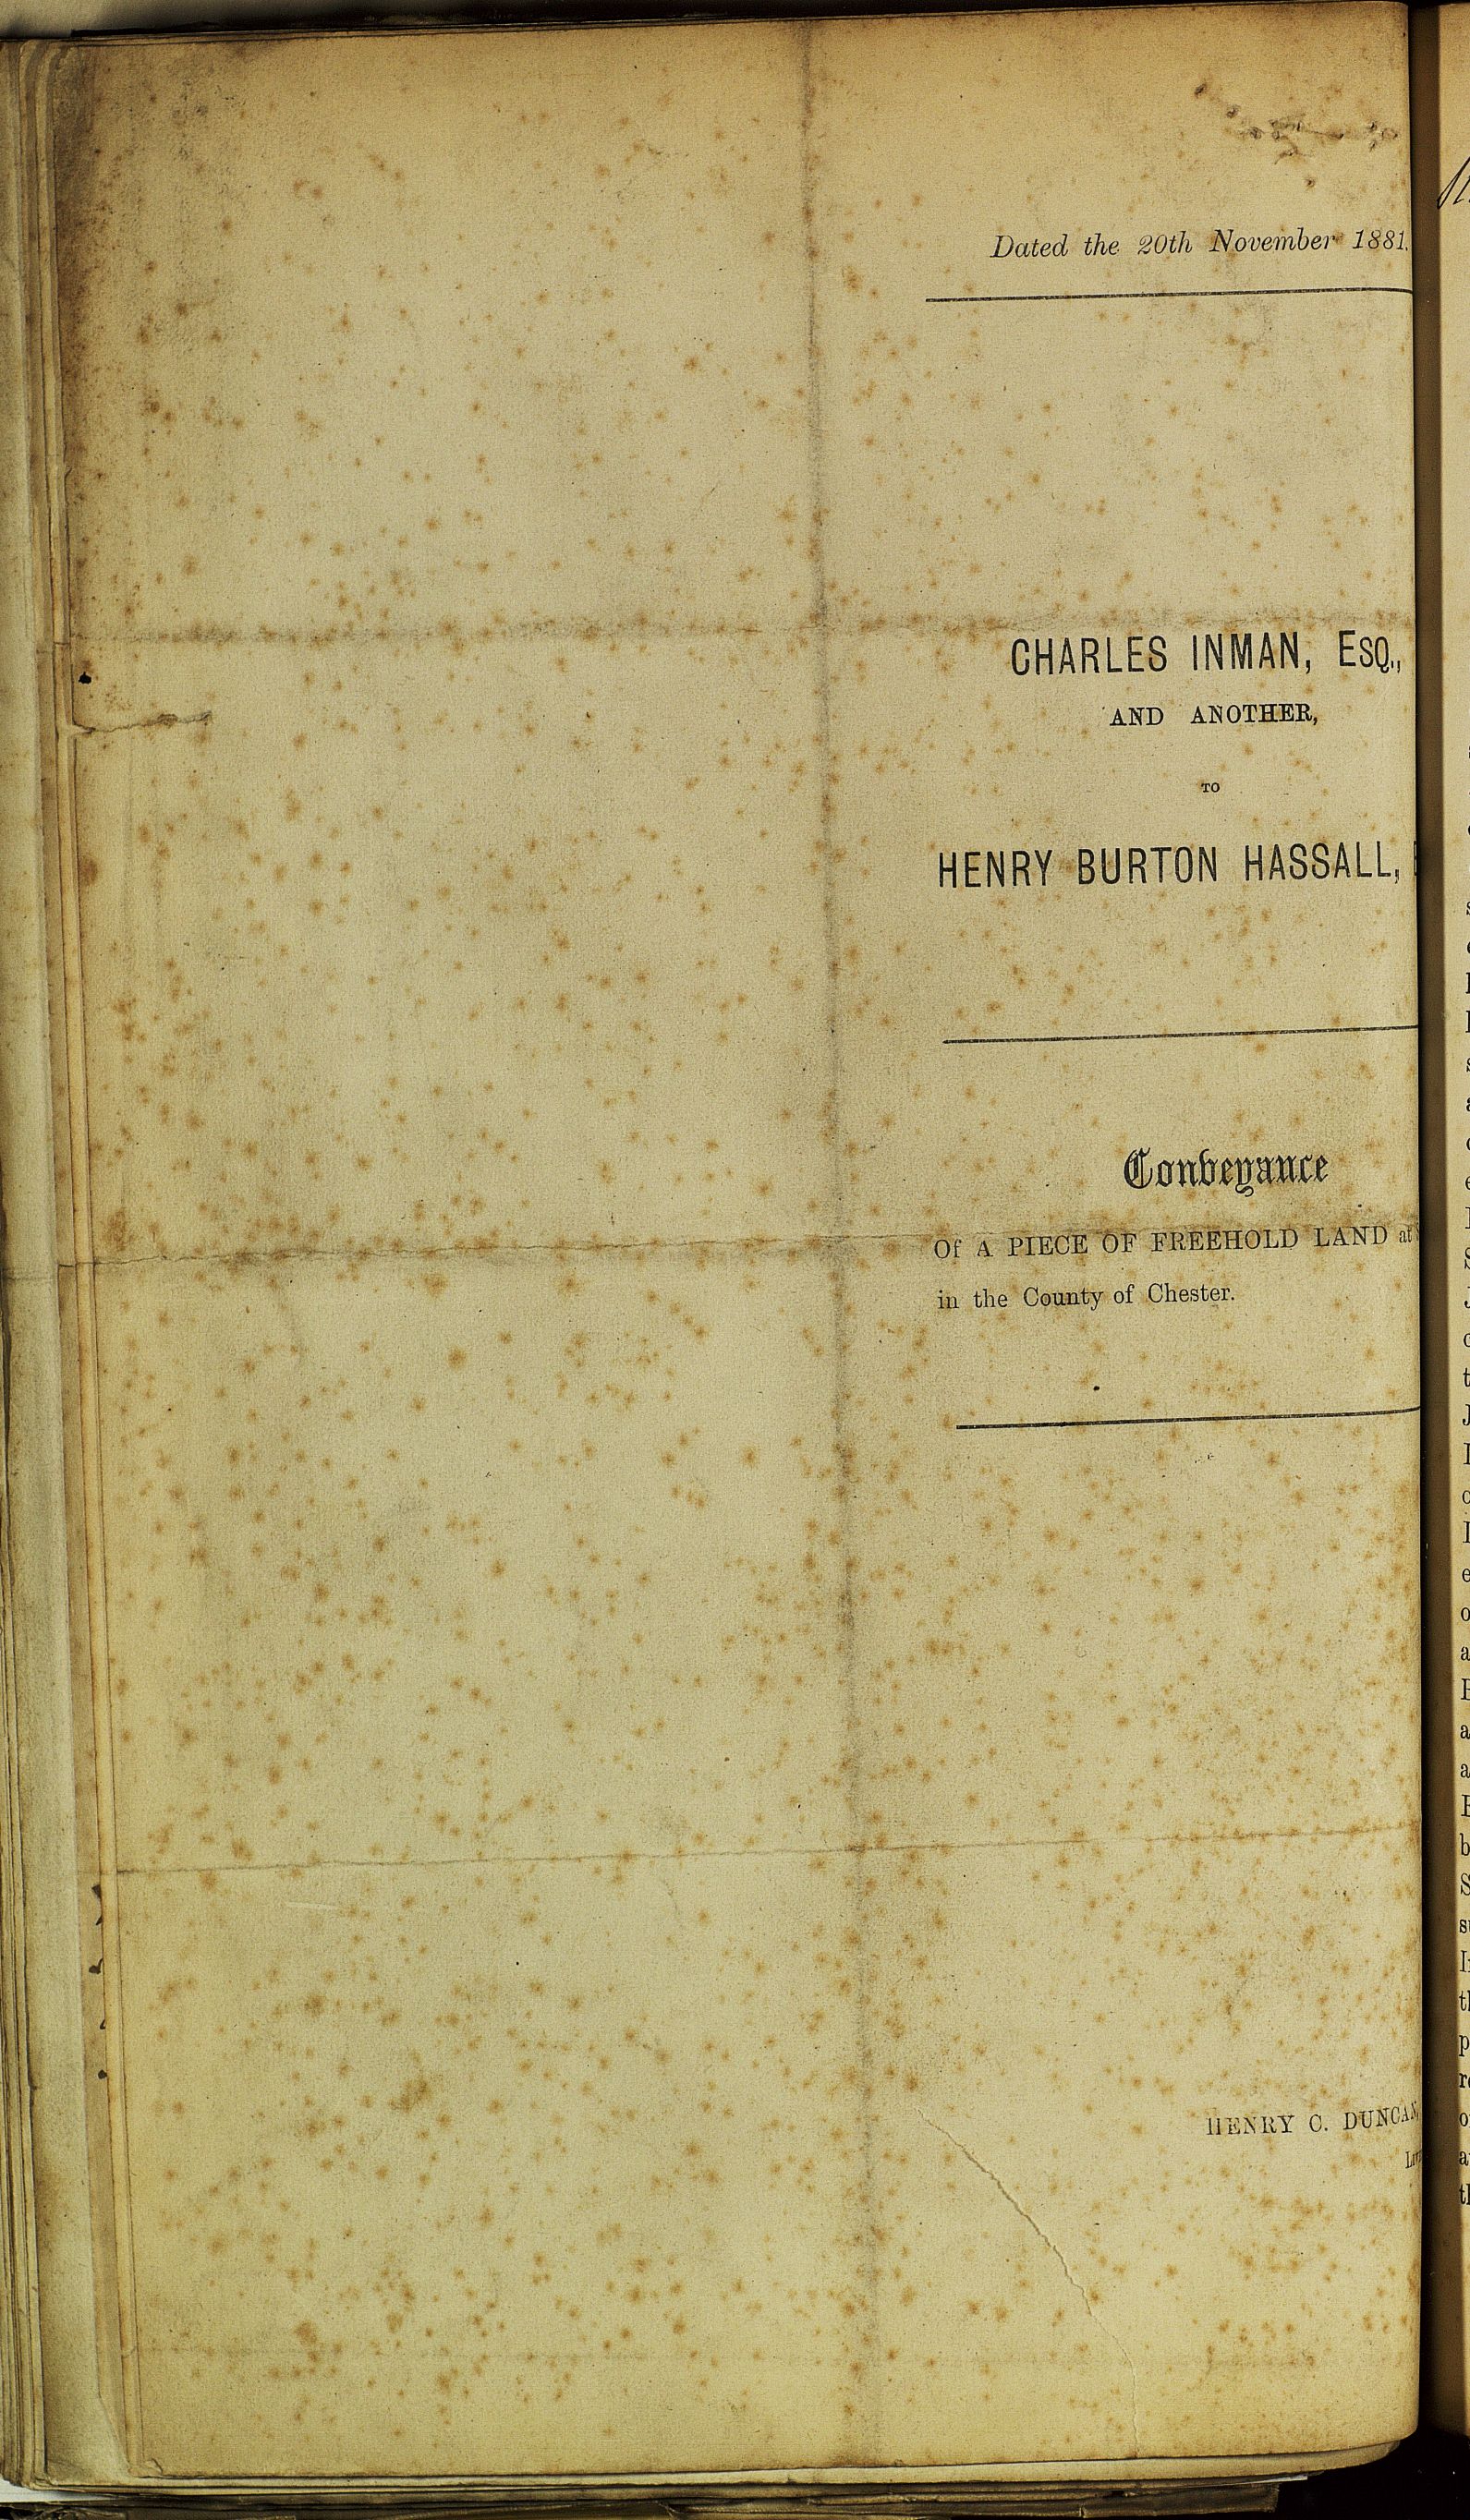 Dated the 20th November 1881.
CHARLES INMAN, ESQ.,
AND ANOTHER,
TO
HENRY BURTON HASSALL,
Conveyance
Of A PIECE OF FREEHOLD LAND at
in the County of Chester.
HENRY C. DUNCAN,